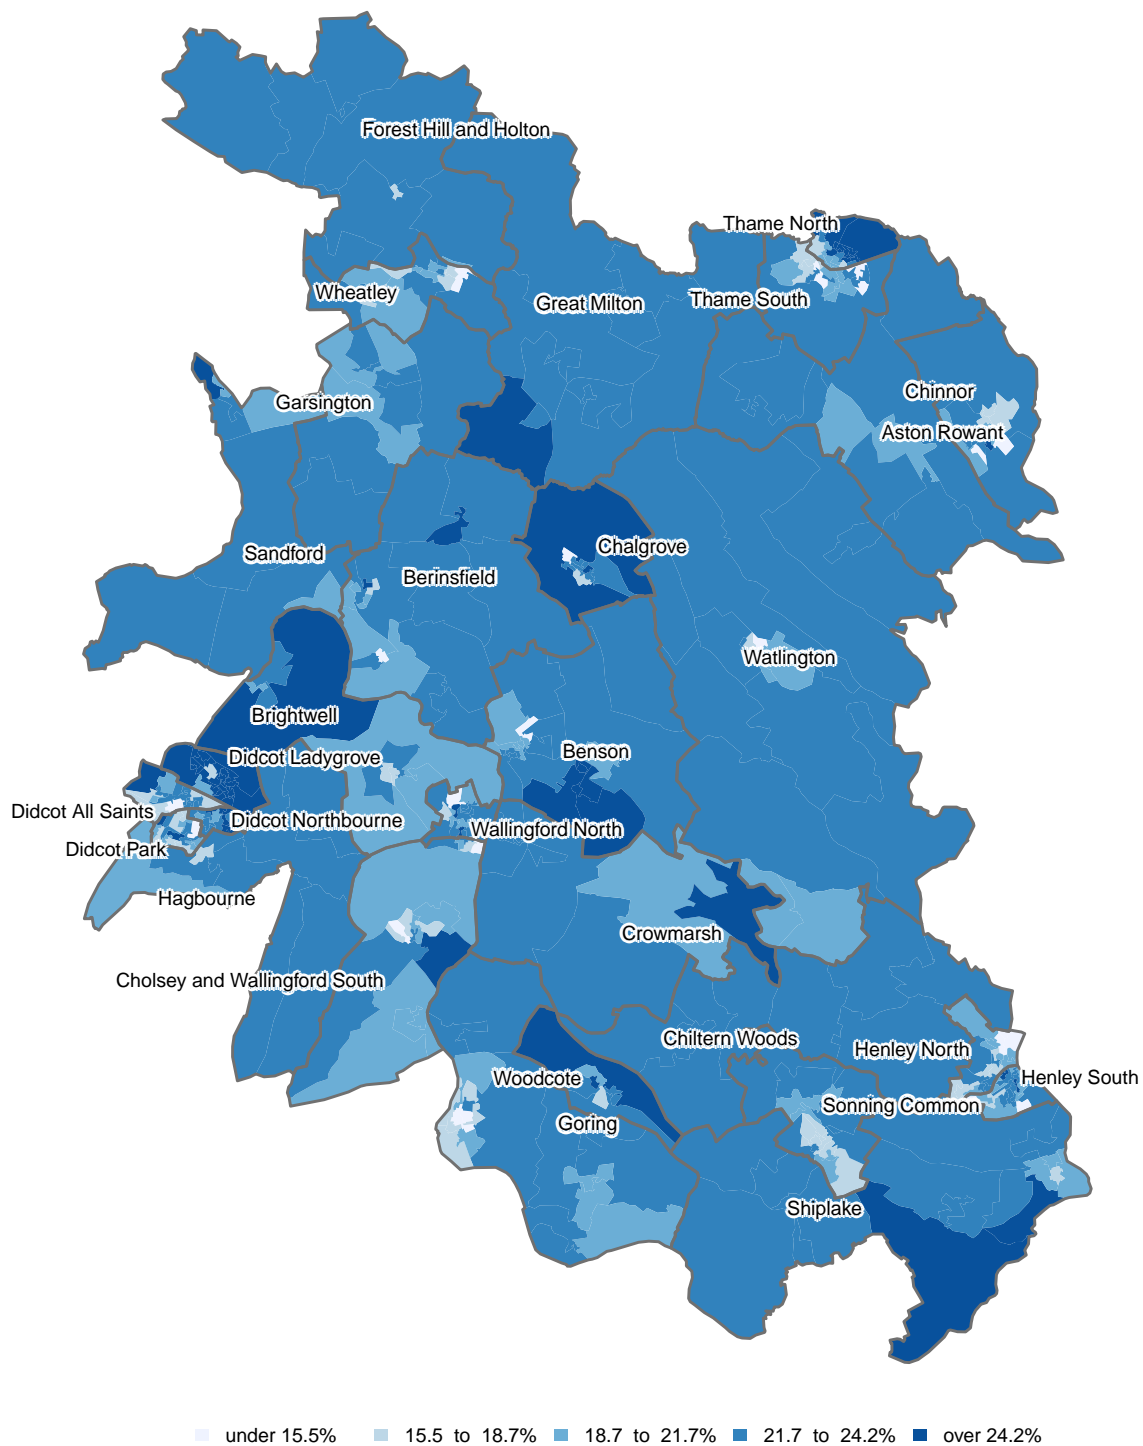 Forest Hill and Holton
Thame North
Wheatley
Great Milton
Thame South
Chinnor
Garsington
Aston Rowant
Sandford
Chalgrove
Berinsfield
Watlington
Brightwell
Benson
Didcot Ladygrove
Didcot All Saints
Didcot Northbourne
Wallingford North
Didcot Park
Hagbourne
Crowmarsh
Cholsey and Wallingford South
Chiltern Woods
Henley North
Woodcote
Henley South
Sonning Common
Goring
Shiplake
under 15.5% 15.5 to 18.7% 18.7 to 21.7% 21.7 to 24.2% over 24.2%